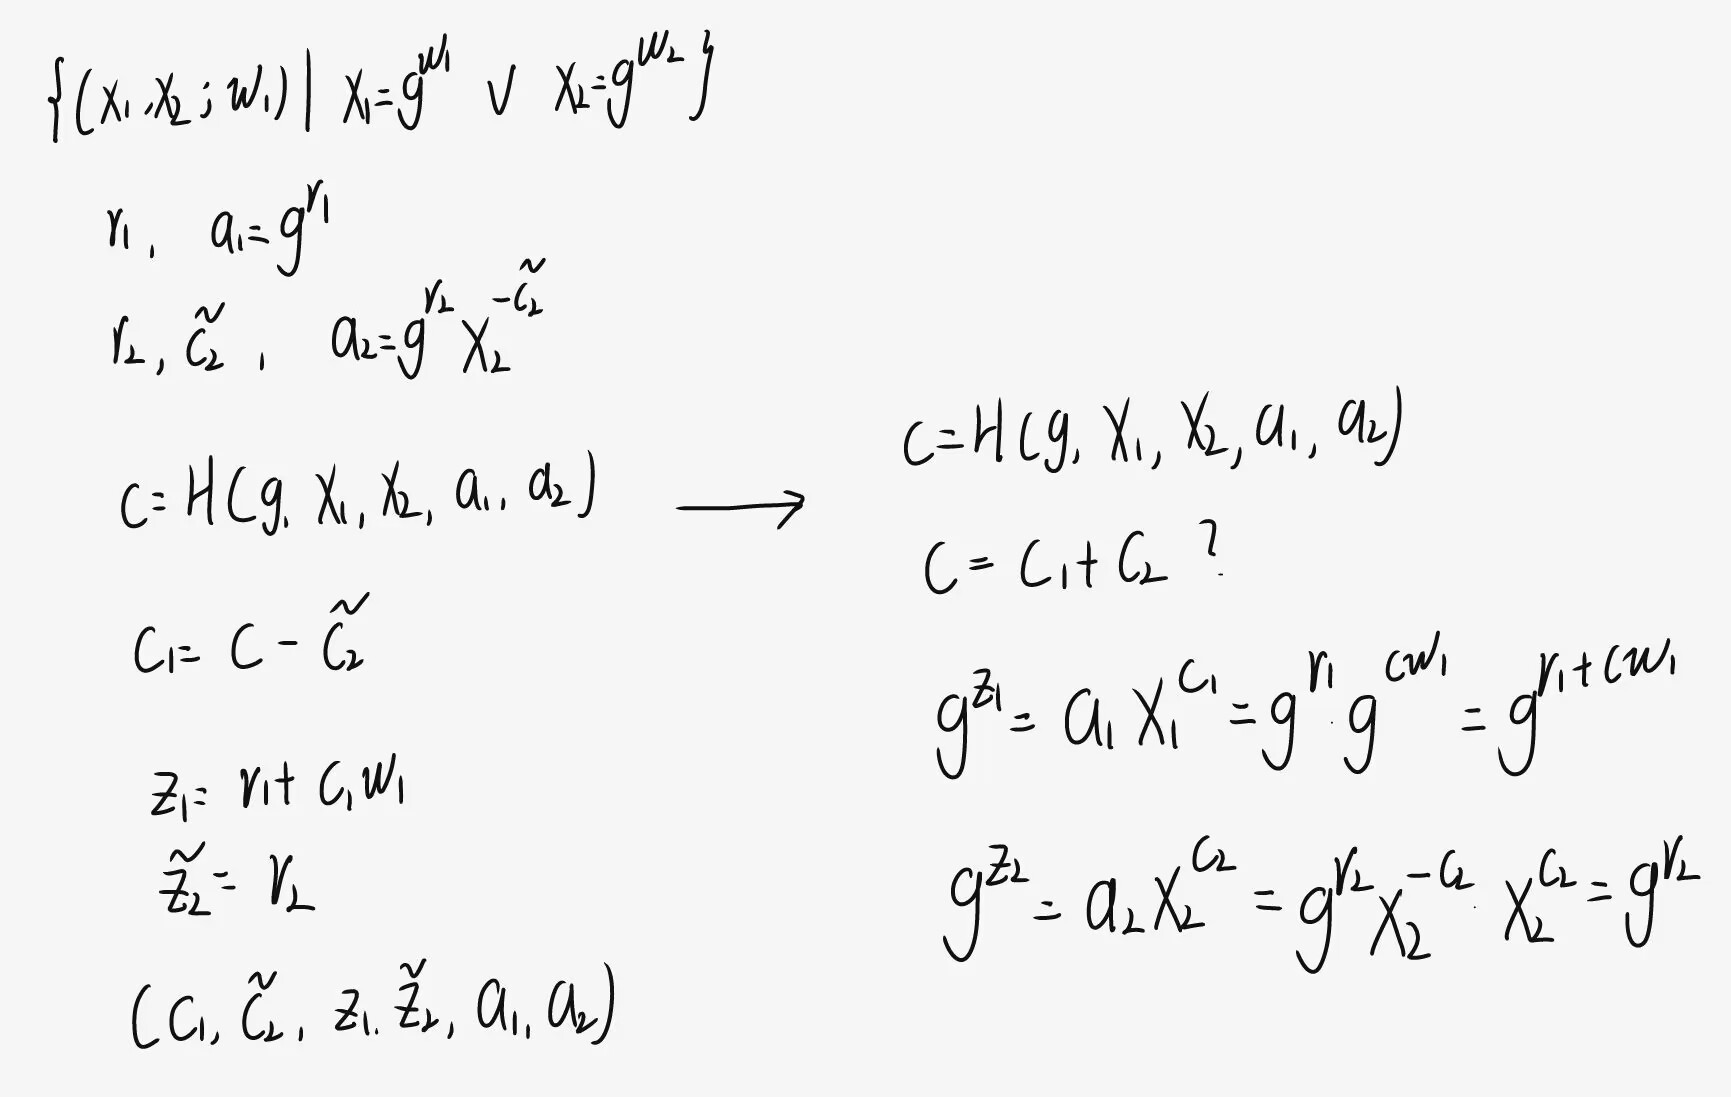 {(x₁,x₂; w₁) | x₁=g^w₁ ∨ x₂=g^w₂}
r₁, a₁=g^r₁
r₂, c̃₂, a₂=g^r₂ x₂^-c̃₂
c=H(g, x₁, x₂, a₁, a₂) →
c₁= c - c̃₂
z₁= r₁+ c₁w₁
z̃₂= r₂
(c₁, c̃₂, z₁, z̃₂, a₁, a₂)
c=H(g, x₁, x₂, a₁, a₂)
c= c₁+ c₂ ?
g^z₁ = a₁ x₁^c₁ = g^r₁ · g^cw₁ = g^r₁+cw₁
g^z₂ = a₂ x₂^c₂ = g^r₂ x₂^-c₂ · x₂^c₂ = g^r₂